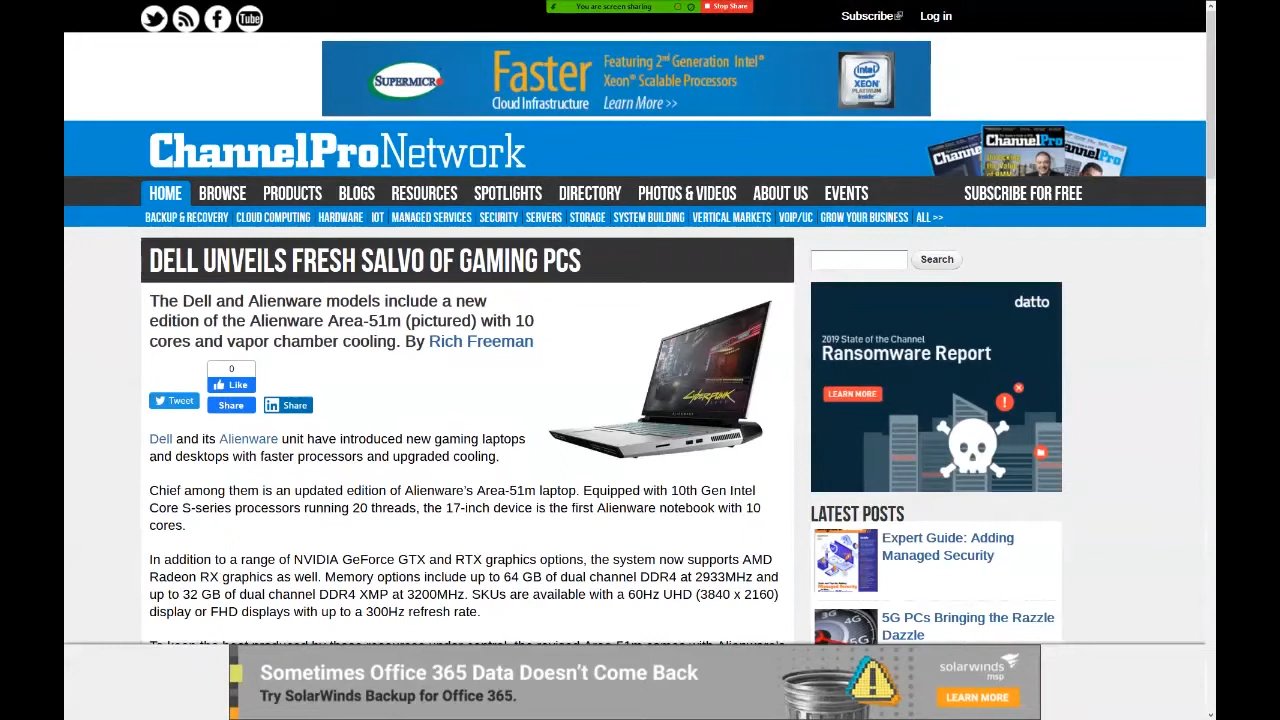 You are screen sharing
Stop Share
You
Tube
Subscribe
Log in
SUPERMICR
Faster
Cloud Infrastructure
Featuring 2nd Generation Intel®
Xeon® Scalable Processors
Learn More >>
intel
XEON
PLATINUM
inside
ChannelProNetwork
ChannelPro
HOME BROWSE PRODUCTS BLOGS RESOURCES SPOTLIGHTS DIRECTORY PHOTOS & VIDEOS ABOUT US EVENTS SUBSCRIBE FOR FREE
BACKUP & RECOVERY CLOUD COMPUTING HARDWARE IOT MANAGED SERVICES SECURITY SERVERS STORAGE SYSTEM BUILDING VERTICAL MARKETS VOIP/UC GROW YOUR BUSINESS ALL >>
DELL UNVEILS FRESH SALVO OF GAMING PCS
The Dell and Alienware models include a new
edition of the Alienware Area-51m (pictured) with 10
cores and vapor chamber cooling. By Rich Freeman
CYBERPUNK
0
Like
Tweet
Share
Share
Dell and its Alienware unit have introduced new gaming laptops
and desktops with faster processors and upgraded cooling.
Chief among them is an updated edition of Alienware's Area-51m laptop. Equipped with 10th Gen Intel
Core S-series processors running 20 threads, the 17-inch device is the first Alienware notebook with 10
cores.
In addition to a range of NVIDIA GeForce GTX and RTX graphics options, the system now supports AMD
Radeon RX graphics as well. Memory options include up to 64 GB of dual channel DDR4 at 2933MHz and
up to 32 GB of dual channel DDR4 XMP at 3200MHz. SKUs are available with a 60Hz UHD (3840 x 2160)
display or FHD displays with up to a 300Hz refresh rate.
Search
datto
2019 State of the Channel
Ransomware Report
LEARN MORE
LATEST POSTS
Expert Guide: Adding
Managed Security
3G
4G
5G
5G PCs Bringing the Razzle
Dazzle
Sometimes Office 365 Data Doesn't Come Back
Try SolarWinds Backup for Office 365.
solarwinds
msp
LEARN MORE